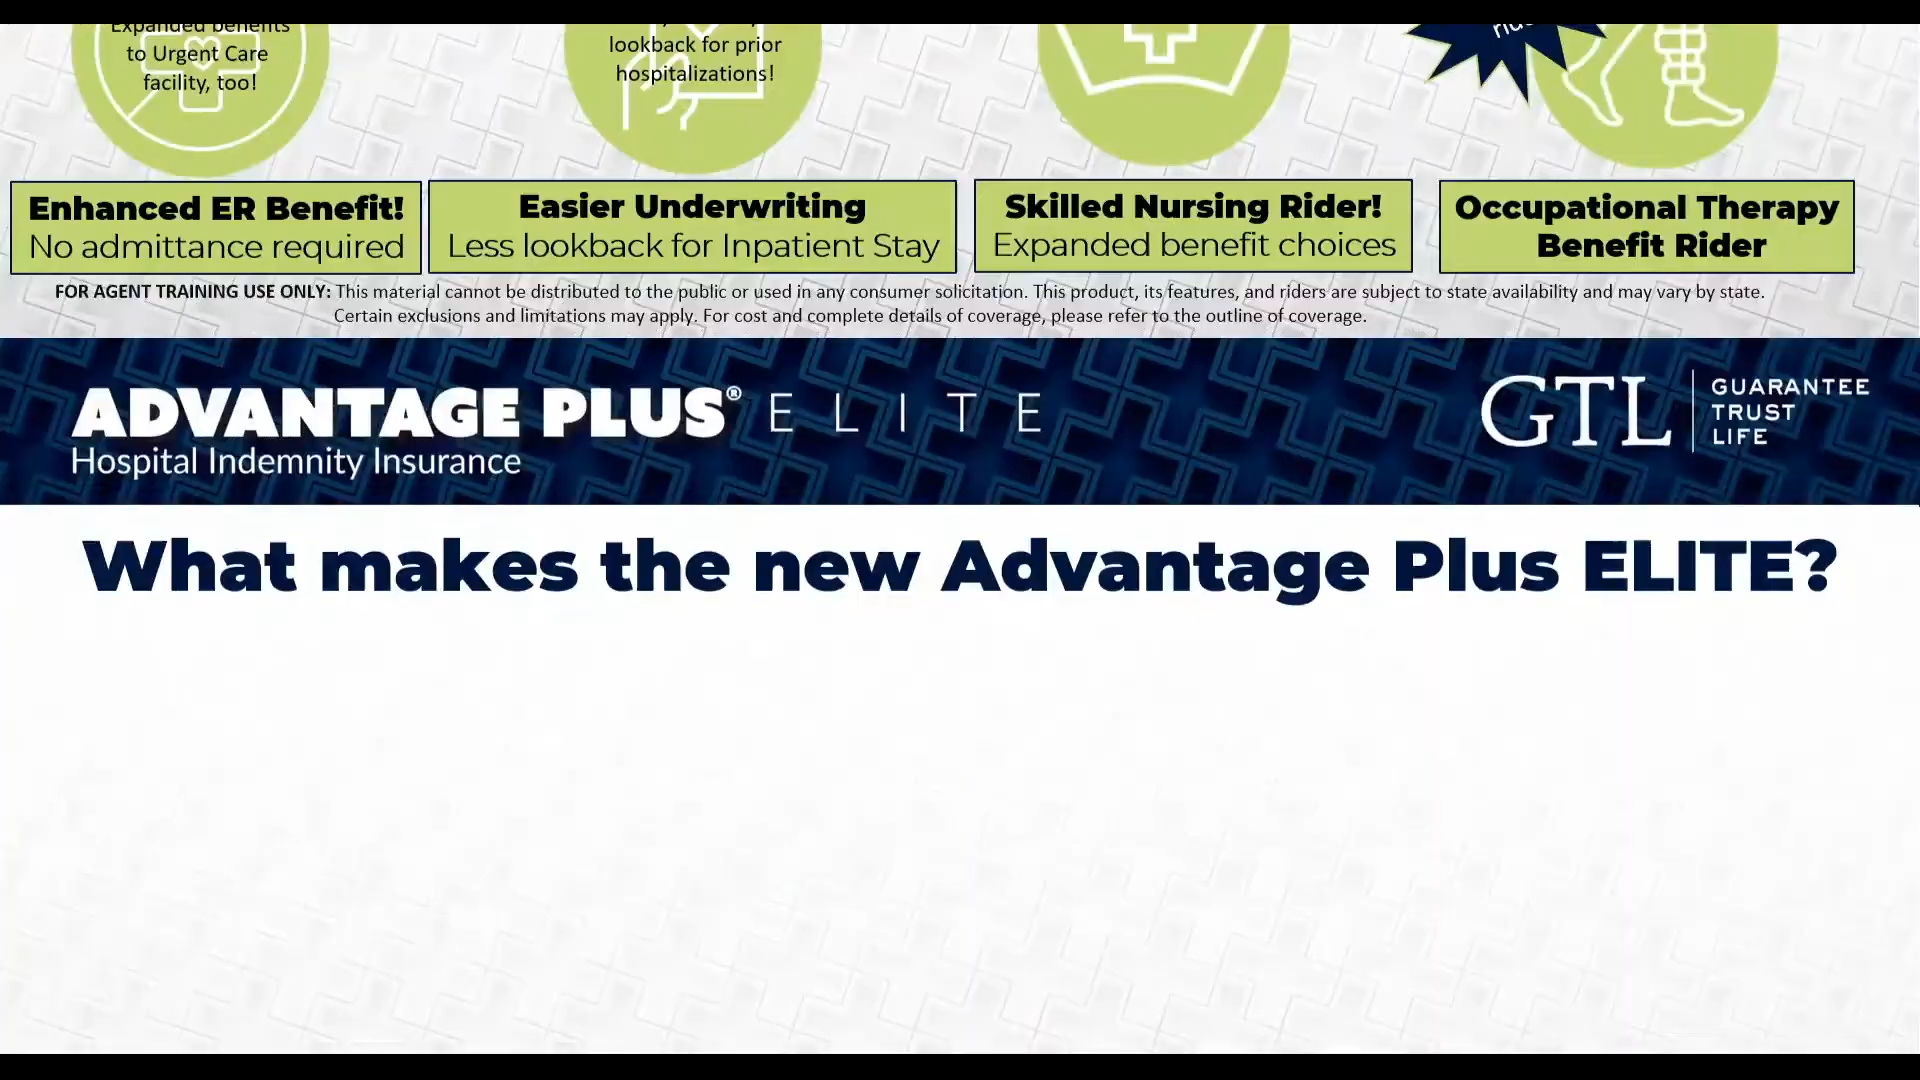 Expanded benefits
to Urgent Care
facility, too!
lookback for prior
hospitalizations!
Enhanced ER Benefit!
No admittance required
Easier Underwriting
Less lookback for Inpatient Stay
Skilled Nursing Rider!
Expanded benefit choices
Occupational Therapy
Benefit Rider
FOR AGENT TRAINING USE ONLY: This material cannot be distributed to the public or used in any consumer solicitation. This product, its features, and riders are subject to state availability and may vary by state.
Certain exclusions and limitations may apply. For cost and complete details of coverage, please refer to the outline of coverage.
ADVANTAGE PLUS® ELITE
Hospital Indemnity Insurance
GTL
GUARANTEE
TRUST
LIFE
What makes the new Advantage Plus ELITE?